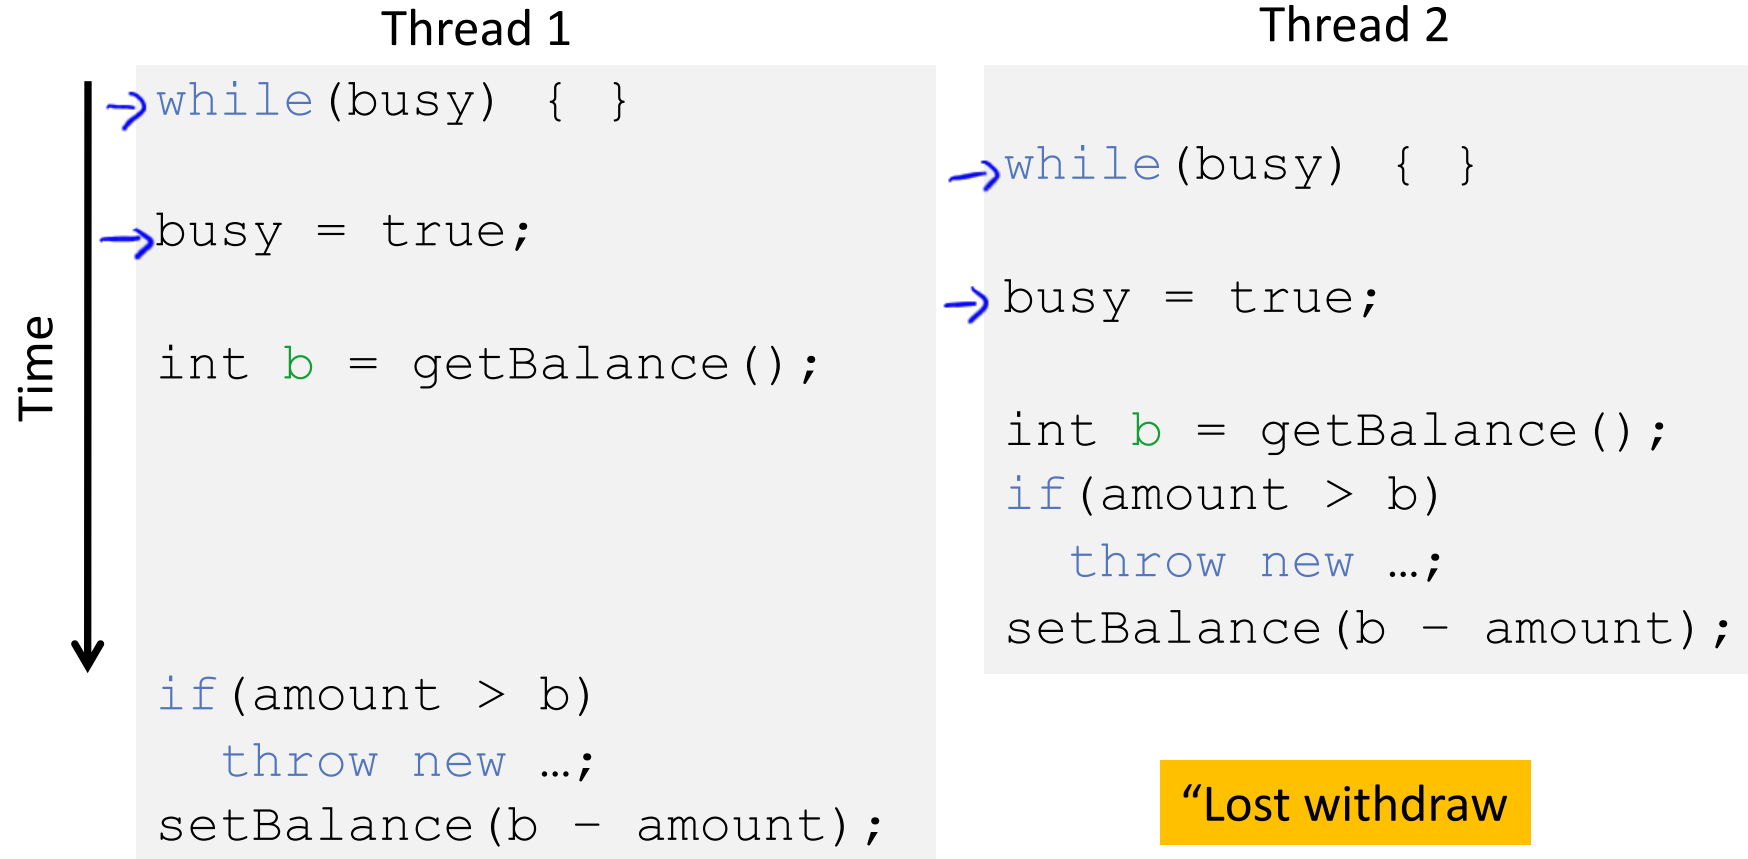 Thread 1
while(busy) { }
busy = true;
int b = getBalance();
if(amount > b)
throw new …;
setBalance(b – amount);
Thread 2
while(busy) { }
busy = true;
int b = getBalance();
if(amount > b)
throw new …;
setBalance(b – amount);
Time
“Lost withdraw